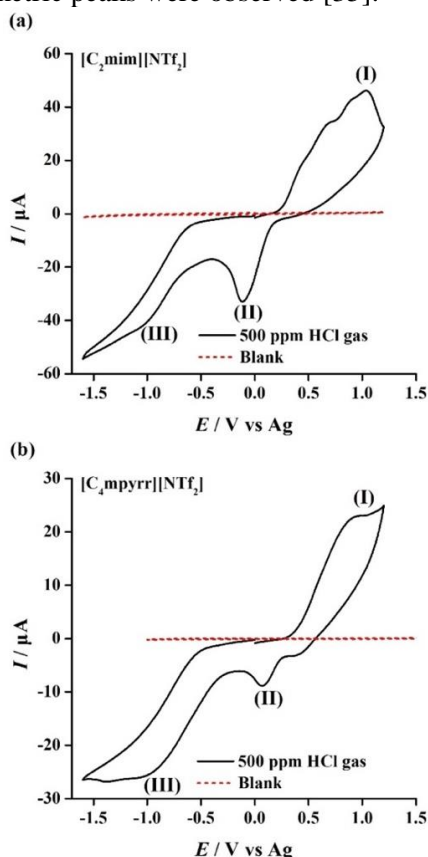 metric peaks were observed [35].
(a)
[C₂mim][NTf₂]
(I)
60
40
20
0
-20
-40
-60
I / µA
(II)
(III)
500 ppm HCl gas
Blank
-1.5 -1.0 -0.5 0.0 0.5 1.0 1.5
E / V vs Ag
(b)
[C₄mpyrr][NTf₂]
(I)
30
20
10
0
-10
-20
-30
I / µA
(II)
(III)
500 ppm HCl gas
Blank
-1.5 -1.0 -0.5 0.0 0.5 1.0 1.5
E / V vs Ag